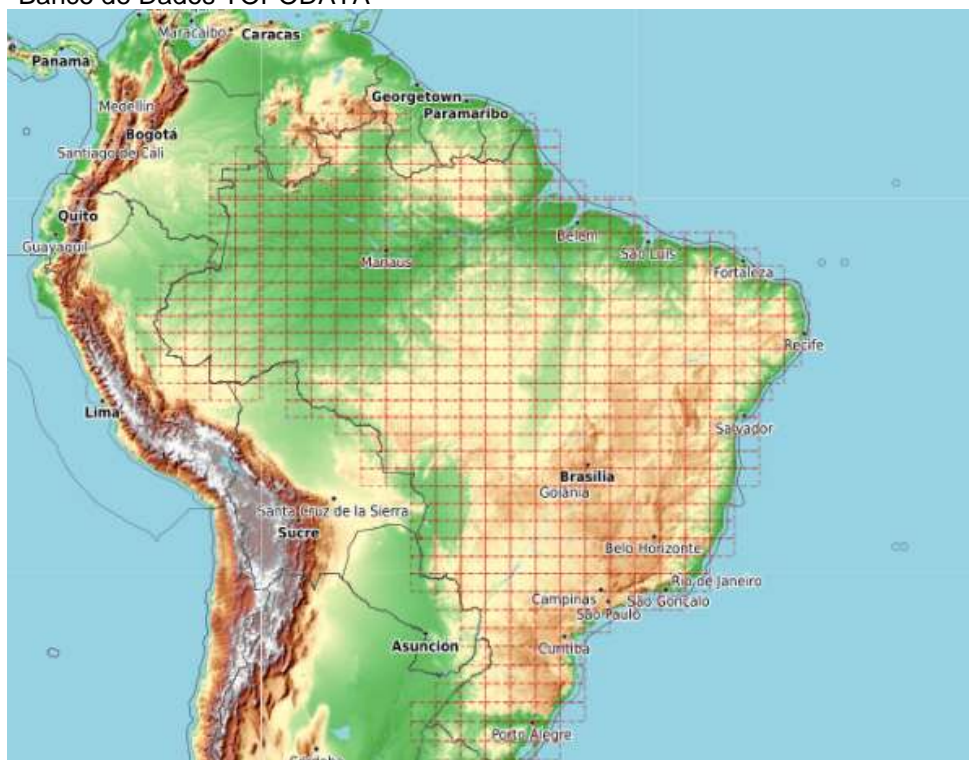 Banco de Dados TOPODATA
Maracaibo
Caracas
Panamá
Georgetown
Medellín
Paramaribo
Bogotá
Santiago de Cali
Quito
Guayaquil
Belém
São Luís
Manaus
Fortaleza
Recife
Lima
Salvador
Brasília
Goiânia
Santa Cruz de la Sierra
Sucre
Belo Horizonte
Rio de Janeiro
Campinas
São Gonçalo
São Paulo
Asunción
Curitiba
Porto Alegre